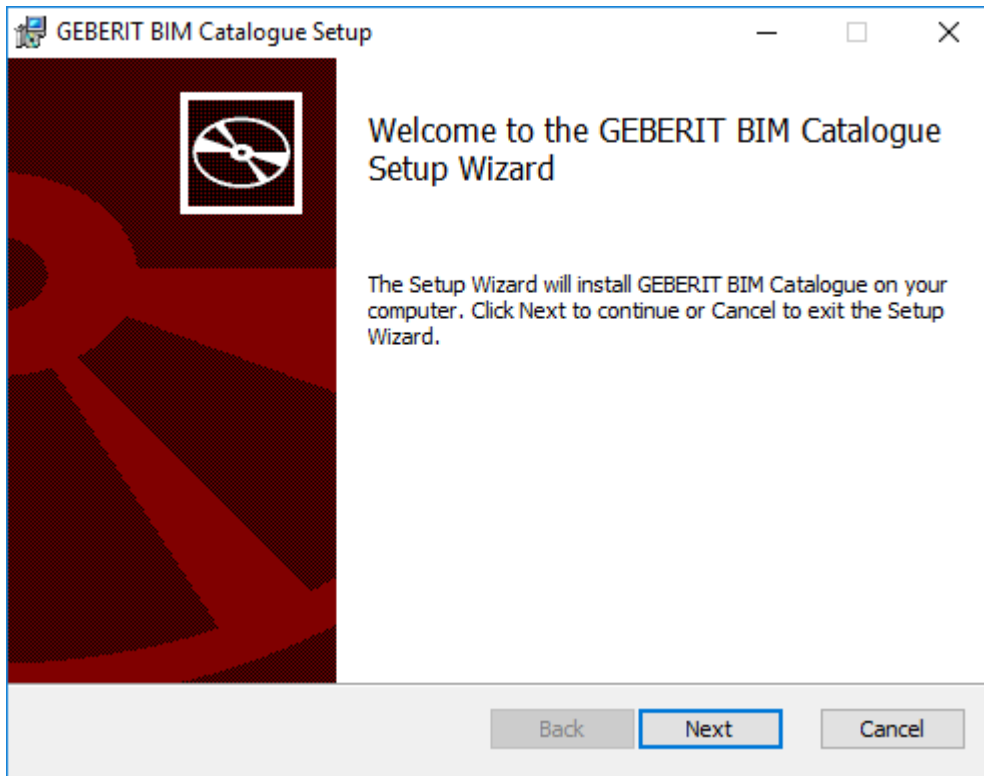 GEBERIT BIM Catalogue Setup
Welcome to the GEBERIT BIM Catalogue
Setup Wizard
The Setup Wizard will install GEBERIT BIM Catalogue on your
computer. Click Next to continue or Cancel to exit the Setup
Wizard.
Back Next Cancel